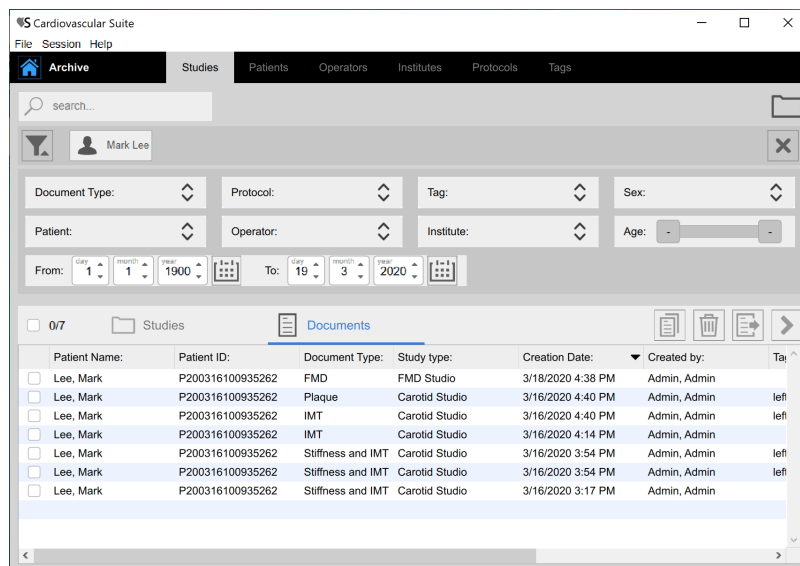 S Cardiovascular Suite
File Session Help
Archive Studies Patients Operators Institutes Protocols Tags
search...
Mark Lee
Document Type: Protocol: Tag: Sex:
Patient: Operator: Institute: Age: - -
From: day 1 month 1 year 1900 To: day 19 month 3 year 2020
0/7 Studies Documents
Patient Name: Patient ID: Document Type: Study type: Creation Date: Created by: Tag
Lee, Mark P200316100935262 FMD FMD Studio 3/18/2020 4:38 PM Admin, Admin
Lee, Mark P200316100935262 Plaque Carotid Studio 3/16/2020 4:40 PM Admin, Admin left
Lee, Mark P200316100935262 IMT Carotid Studio 3/16/2020 4:40 PM Admin, Admin left
Lee, Mark P200316100935262 IMT Carotid Studio 3/16/2020 4:14 PM Admin, Admin
Lee, Mark P200316100935262 Stiffness and IMT Carotid Studio 3/16/2020 3:54 PM Admin, Admin left
Lee, Mark P200316100935262 Stiffness and IMT Carotid Studio 3/16/2020 3:54 PM Admin, Admin left
Lee, Mark P200316100935262 Stiffness and IMT Carotid Studio 3/16/2020 3:17 PM Admin, Admin